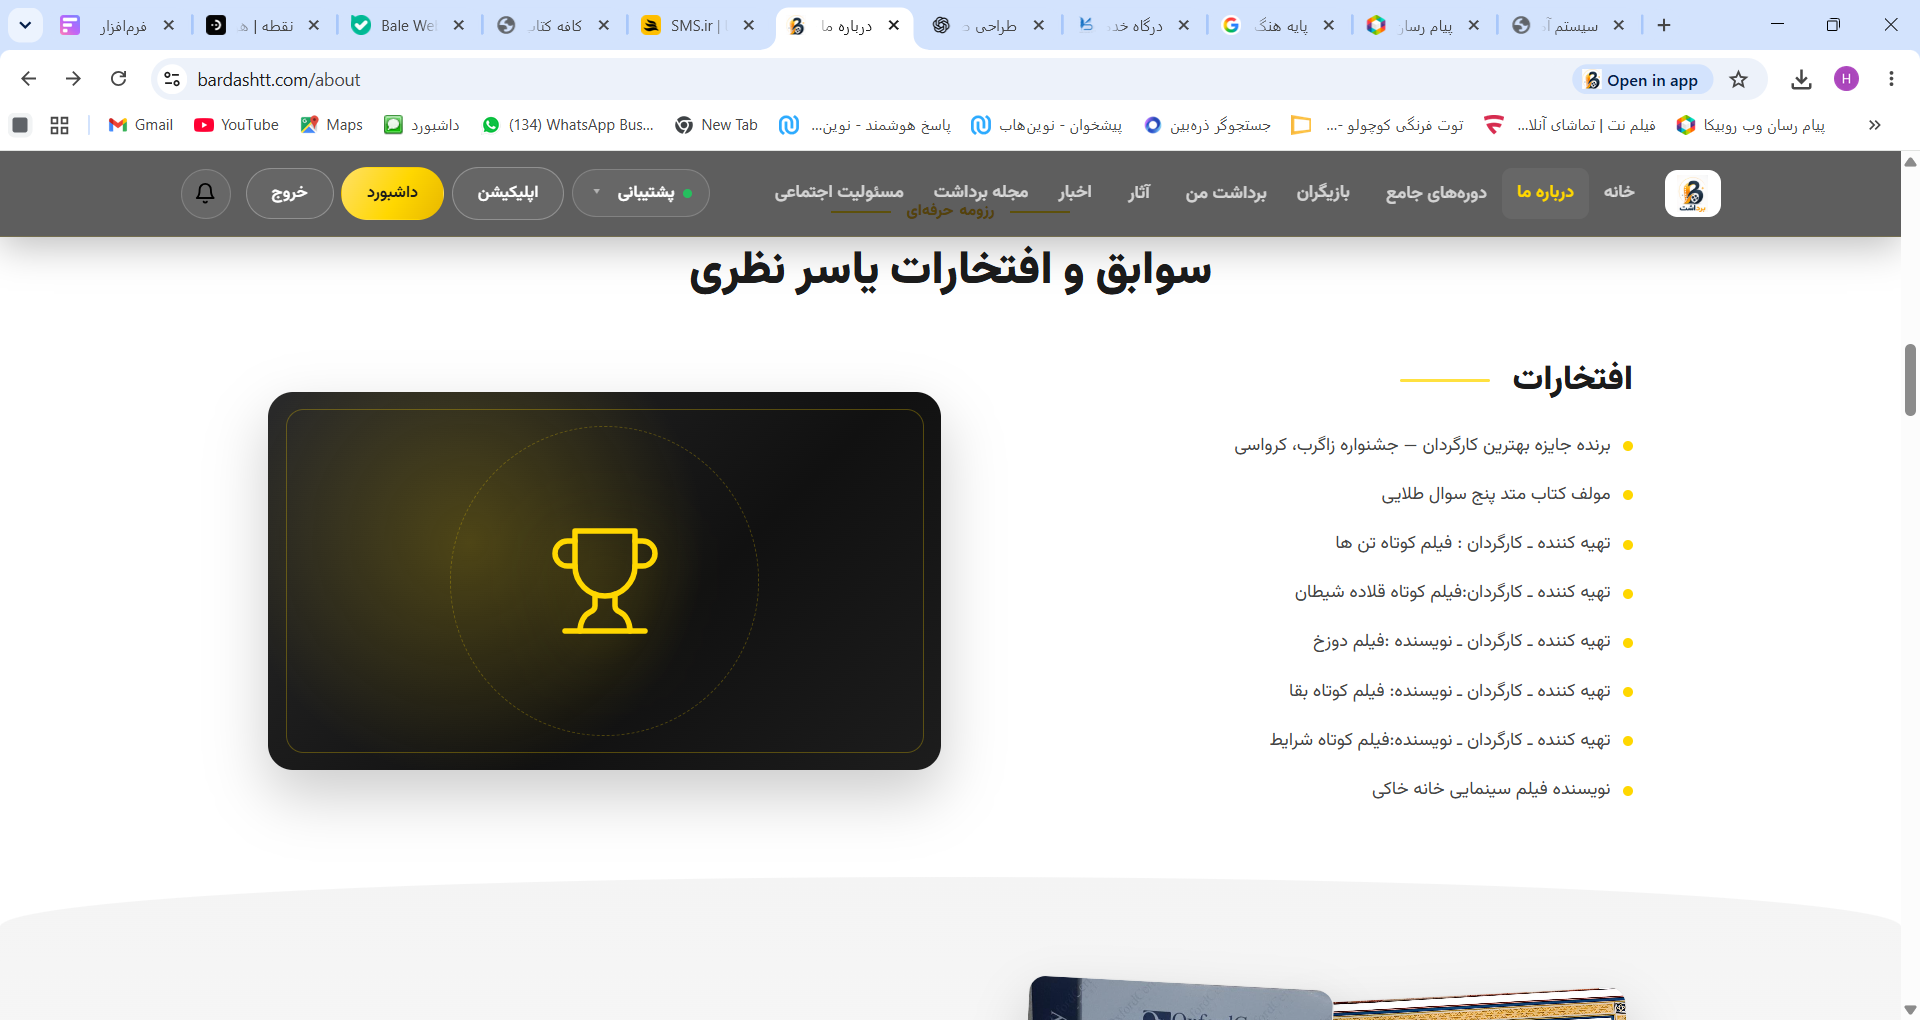 فرم‌افزار
نقطه | ه
Bale We
کافه کتاب
SMS.ir |
درباره ما
طراحی
درگاه خدد
پایه هنگ
پیام رسان
سیستم آ
bardashtt.com/about
Open in app
H
Gmail
YouTube
Maps
داشبورد
(134) WhatsApp Bus...
New Tab
پاسخ هوشمند - نوین...
پیشخوان - نوین‌هاب
جستجوگر ذره‌بین
توت فرنگی کوچولو -...
فیلم نت | تماشای آنلا...
پیام رسان وب روبیکا
برداشت
خانه
درباره ما
دوره‌های جامع
بازیگران
برداشت من
آثار
اخبار
مجله برداشت
مسئولیت اجتماعی
پشتیبانی
اپلیکیشن
داشبورد
خروج
رزومه حرفه‌ای
سوابق و افتخارات یاسر نظری
افتخارات
برنده جایزه بهترین کارگردان – جشنواره زاگرب، کرواسی
مولف کتاب متد پنج سوال طلایی
تهیه کننده ـ کارگردان : فیلم کوتاه تن ها
تهیه کننده ـ کارگردان:فیلم کوتاه قلاده شیطان
تهیه کننده ـ کارگردان ـ نویسنده :فیلم دوزخ
تهیه کننده ـ کارگردان ـ نویسنده: فیلم کوتاه بقا
تهیه کننده ـ کارگردان ـ نویسنده:فیلم کوتاه شرایط
نویسنده فیلم سینمایی خانه خاکی